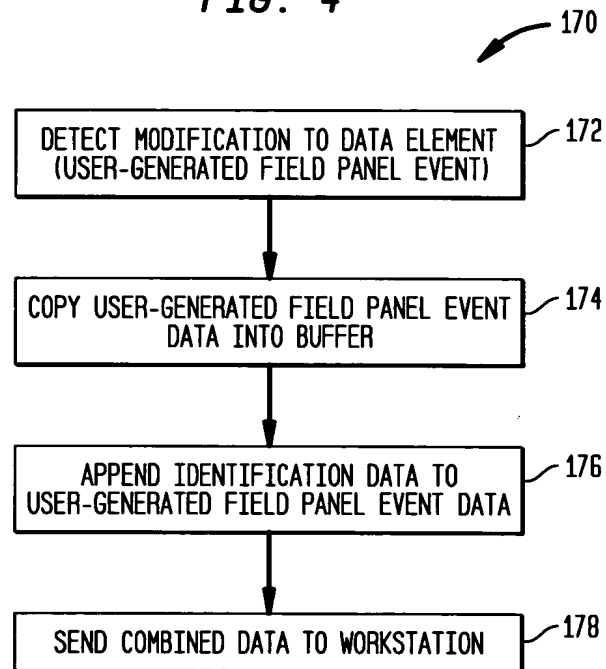 FIG. 4
170
DETECT MODIFICATION TO DATA ELEMENT
(USER-GENERATED FIELD PANEL EVENT)
172
COPY USER-GENERATED FIELD PANEL EVENT
DATA INTO BUFFER
174
APPEND IDENTIFICATION DATA TO
USER-GENERATED FIELD PANEL EVENT DATA
176
SEND COMBINED DATA TO WORKSTATION
178